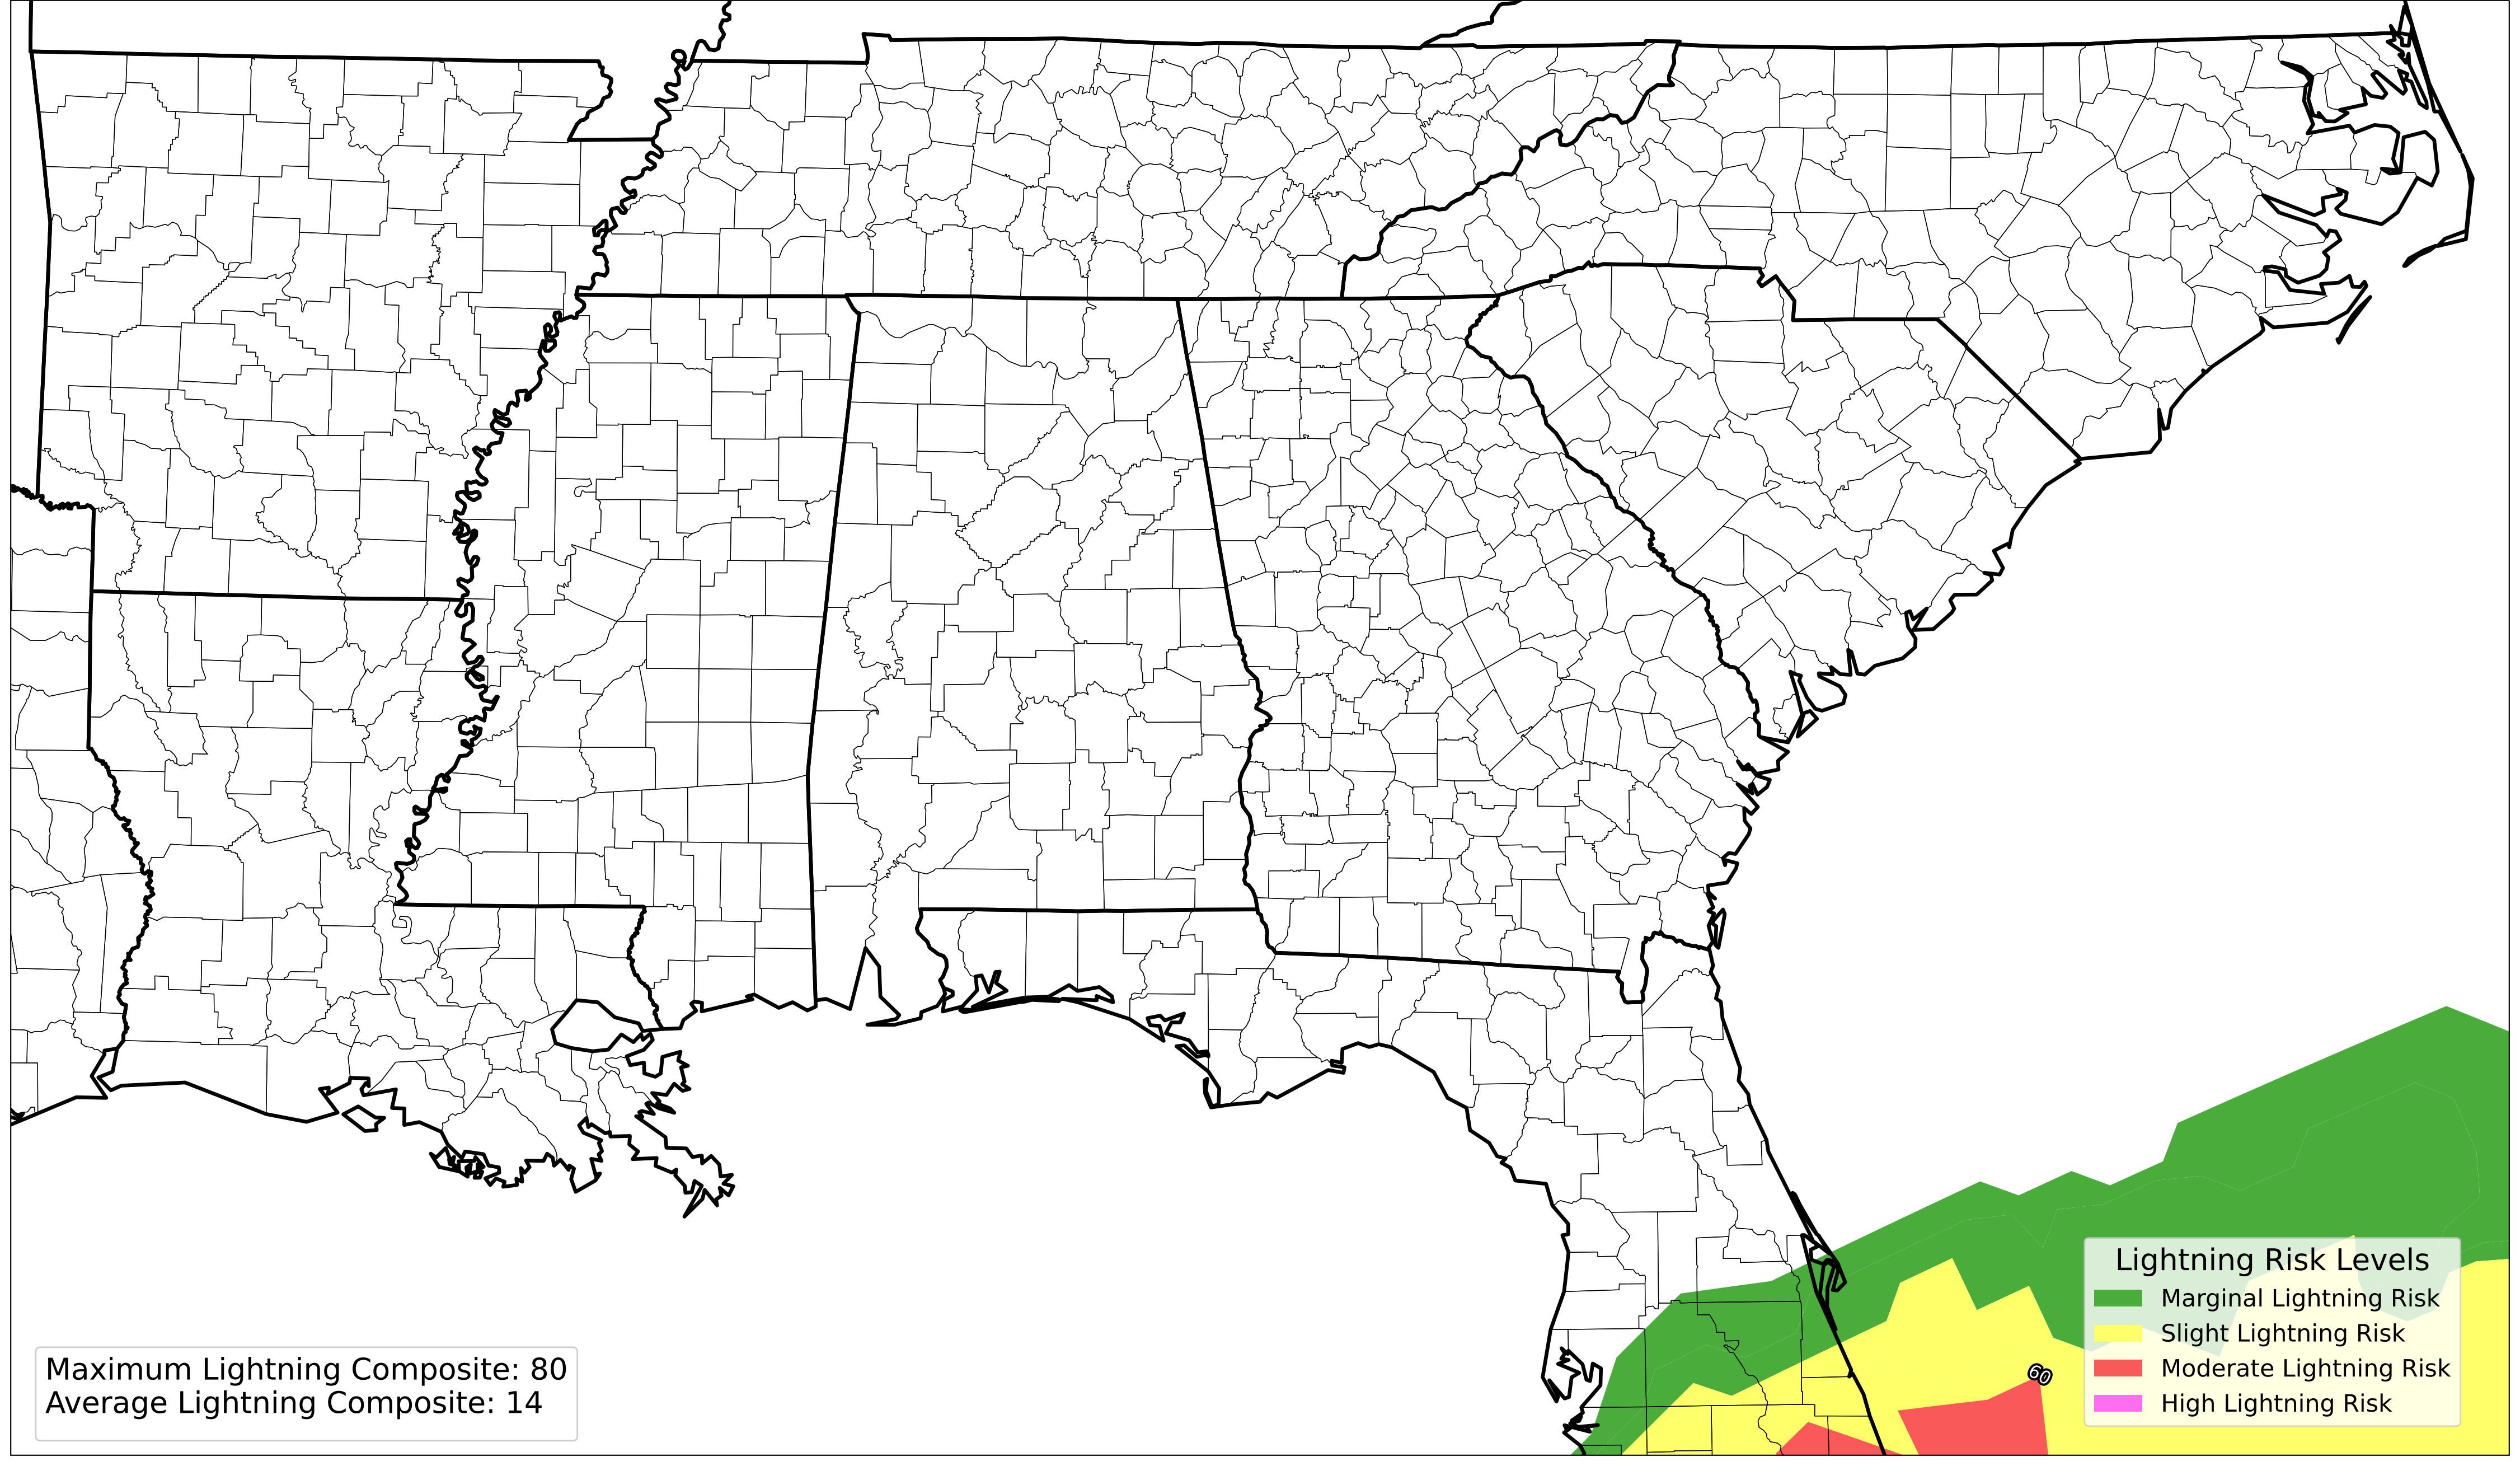 60
Lightning Risk Levels
Marginal Lightning Risk
Slight Lightning Risk
Moderate Lightning Risk
High Lightning Risk
Maximum Lightning Composite: 80
Average Lightning Composite: 14